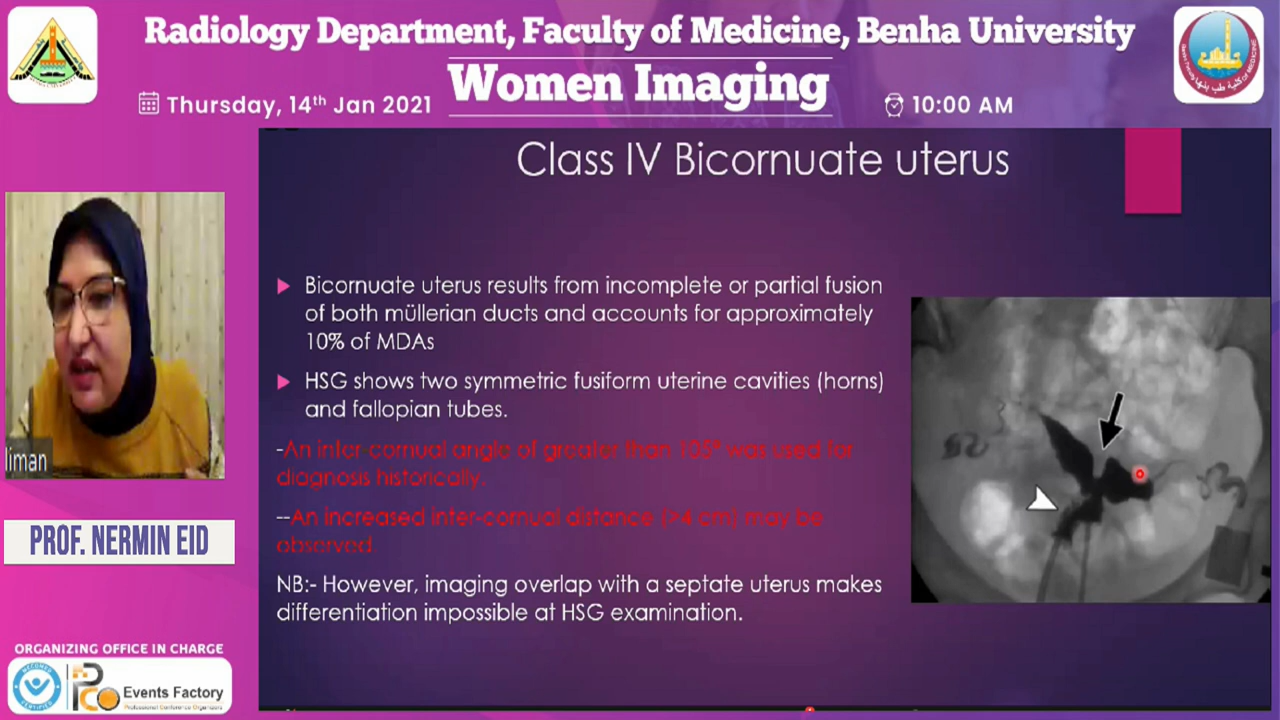 Radiology Department, Faculty of Medicine, Benha University
Women Imaging
Thursday, 14th Jan 2021
10:00 AM
Class IV Bicornuate uterus
Bicornuate uterus results from incomplete or partial fusion
of both müllerian ducts and accounts for approximately
10% of MDAs
HSG shows two symmetric fusiform uterine cavities (horns)
and fallopian tubes.
-An inter-cornual angle of greater than 105° was used for
diagnosis historically.
--An increased inter-cornual distance (>4 cm) may be
observed
NB:- However, imaging overlap with a septate uterus makes
differentiation impossible at HSG examination.
liman
PROF. NERMIN EID
ORGANIZING OFFICE IN CHARGE
PCO
Events Factory
Professional Conference Organizers